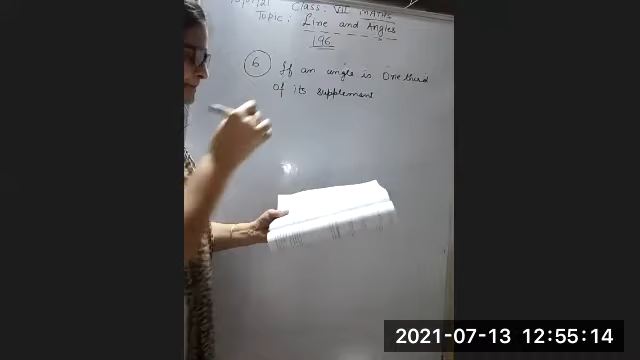 Class: VII MATHS
Topic: Line and Angles
196
6 If an angle is One third
of its supplement
2021-07-13 12:55:14